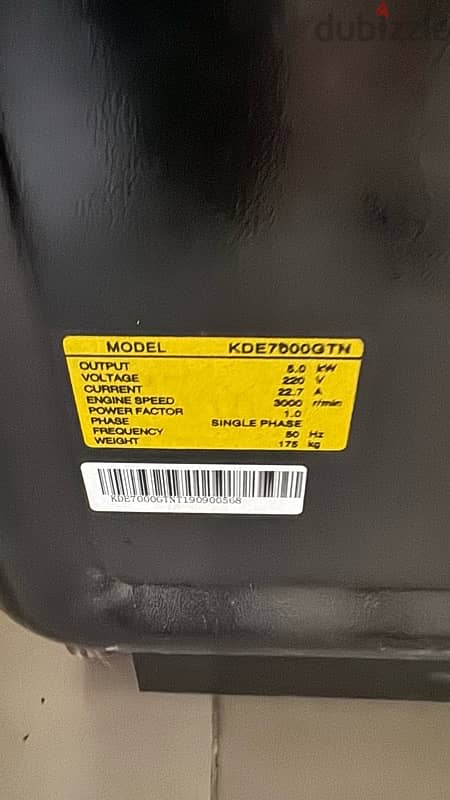 dubizzle
MODEL KDE7000GTN
OUTPUT 5.0 kW
VOLTAGE 220 V
CURRENT 22.7 A
ENGINE SPEED 3000 r/min
POWER FACTOR 1.0
PHASE SINGLE PHASE
FREQUENCY 50 Hz
WEIGHT 175 kg
KDE7000GTNT190900568